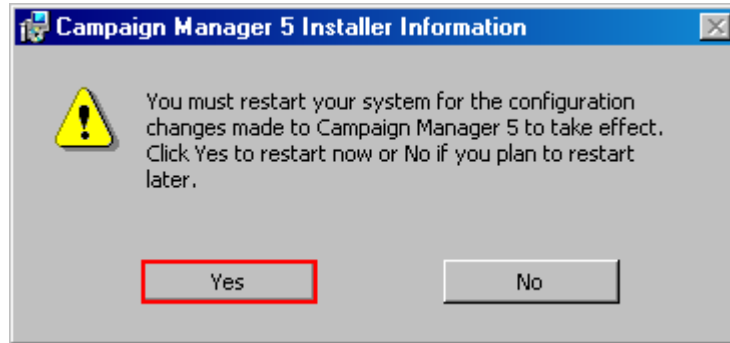 Campaign Manager 5 Installer Information
You must restart your system for the configuration
changes made to Campaign Manager 5 to take effect.
Click Yes to restart now or No if you plan to restart
later.
Yes
No